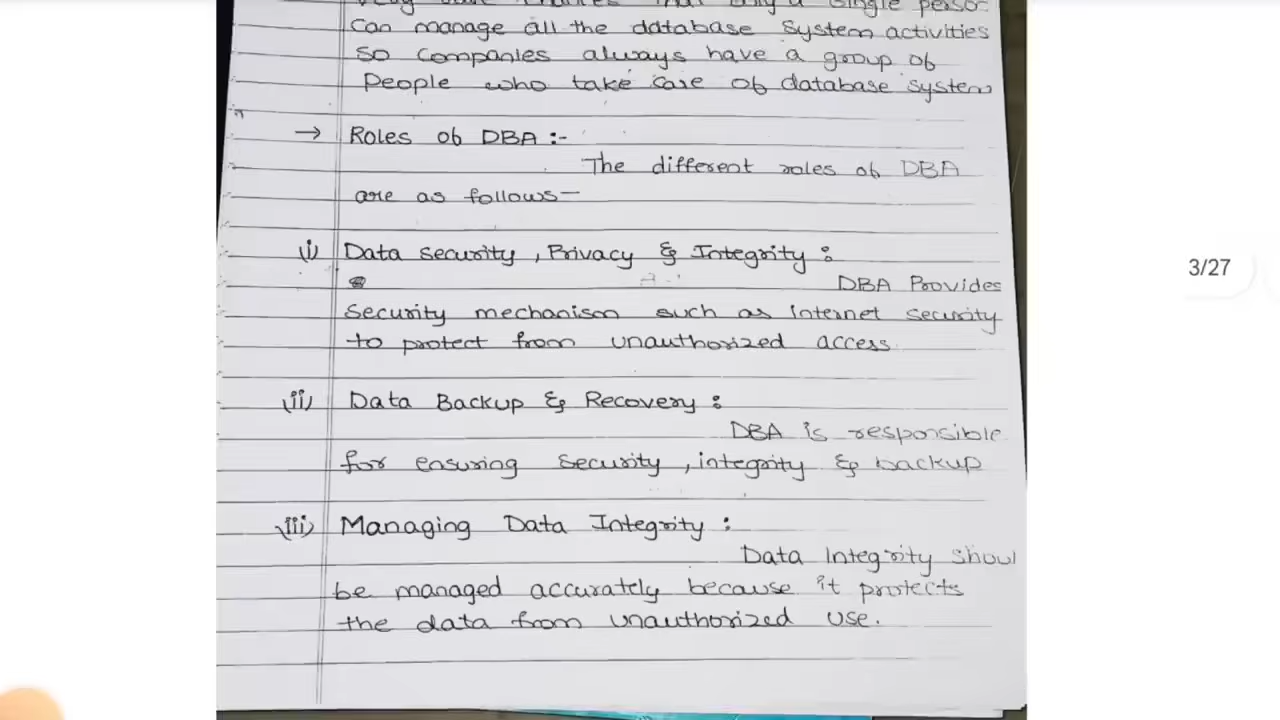 only a single person
Can manage all the database System activities
So Companies always have a group of
People who take care of database System
→ Roles of DBA :-
The different roles of DBA
are as follows-
(i) Data security, Privacy & Integrity :
DBA Provides
Security mechanism such as internet security
to protect from unauthorized access
(ii) Data Backup & Recovery :
DBA is responsible
for ensuring Security, integrity & backup
(iii) Managing Data Integrity :
Data Integrity shoul
be managed accurately because it protects
the data from unauthorized use.
3/27